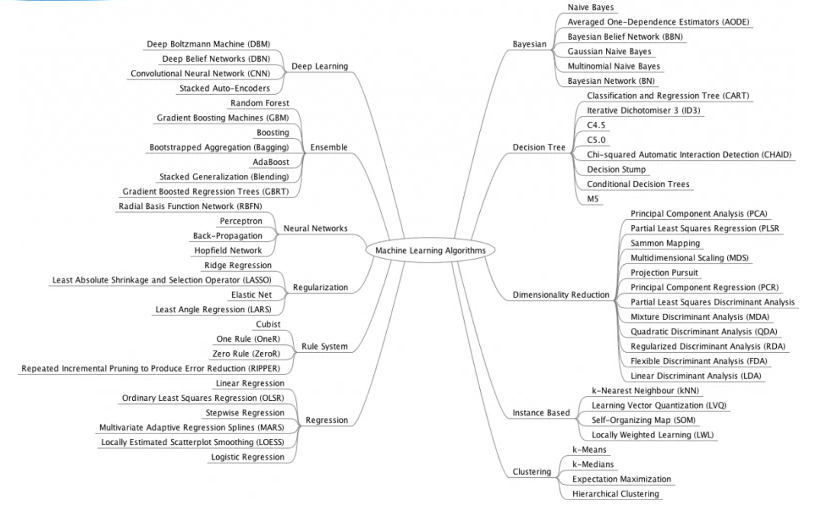 Machine Learning Algorithms
Deep Learning
Deep Boltzmann Machine (DBM)
Deep Belief Networks (DBN)
Convolutional Neural Network (CNN)
Stacked Auto-Encoders
Ensemble
Random Forest
Gradient Boosting Machines (GBM)
Boosting
Bootstrapped Aggregation (Bagging)
AdaBoost
Stacked Generalization (Blending)
Gradient Boosted Regression Trees (GBRT)
Neural Networks
Radial Basis Function Network (RBFN)
Perceptron
Back-Propagation
Hopfield Network
Regularization
Ridge Regression
Least Absolute Shrinkage and Selection Operator (LASSO)
Elastic Net
Least Angle Regression (LARS)
Rule System
Cubist
One Rule (OneR)
Zero Rule (ZeroR)
Repeated Incremental Pruning to Produce Error Reduction (RIPPER)
Regression
Linear Regression
Ordinary Least Squares Regression (OLSR)
Stepwise Regression
Multivariate Adaptive Regression Splines (MARS)
Locally Estimated Scatterplot Smoothing (LOESS)
Logistic Regression
Bayesian
Naive Bayes
Averaged One-Dependence Estimators (AODE)
Bayesian Belief Network (BBN)
Gaussian Naive Bayes
Multinomial Naive Bayes
Bayesian Network (BN)
Decision Tree
Classification and Regression Tree (CART)
Iterative Dichotomiser 3 (ID3)
C4.5
C5.0
Chi-squared Automatic Interaction Detection (CHAID)
Decision Stump
Conditional Decision Trees
M5
Dimensionality Reduction
Principal Component Analysis (PCA)
Partial Least Squares Regression (PLSR
Sammon Mapping
Multidimensional Scaling (MDS)
Projection Pursuit
Principal Component Regression (PCR)
Partial Least Squares Discriminant Analysis
Mixture Discriminant Analysis (MDA)
Quadratic Discriminant Analysis (QDA)
Regularized Discriminant Analysis (RDA)
Flexible Discriminant Analysis (FDA)
Linear Discriminant Analysis (LDA)
Instance Based
k-Nearest Neighbour (kNN)
Learning Vector Quantization (LVQ)
Self-Organizing Map (SOM)
Locally Weighted Learning (LWL)
Clustering
k-Means
k-Medians
Expectation Maximization
Hierarchical Clustering